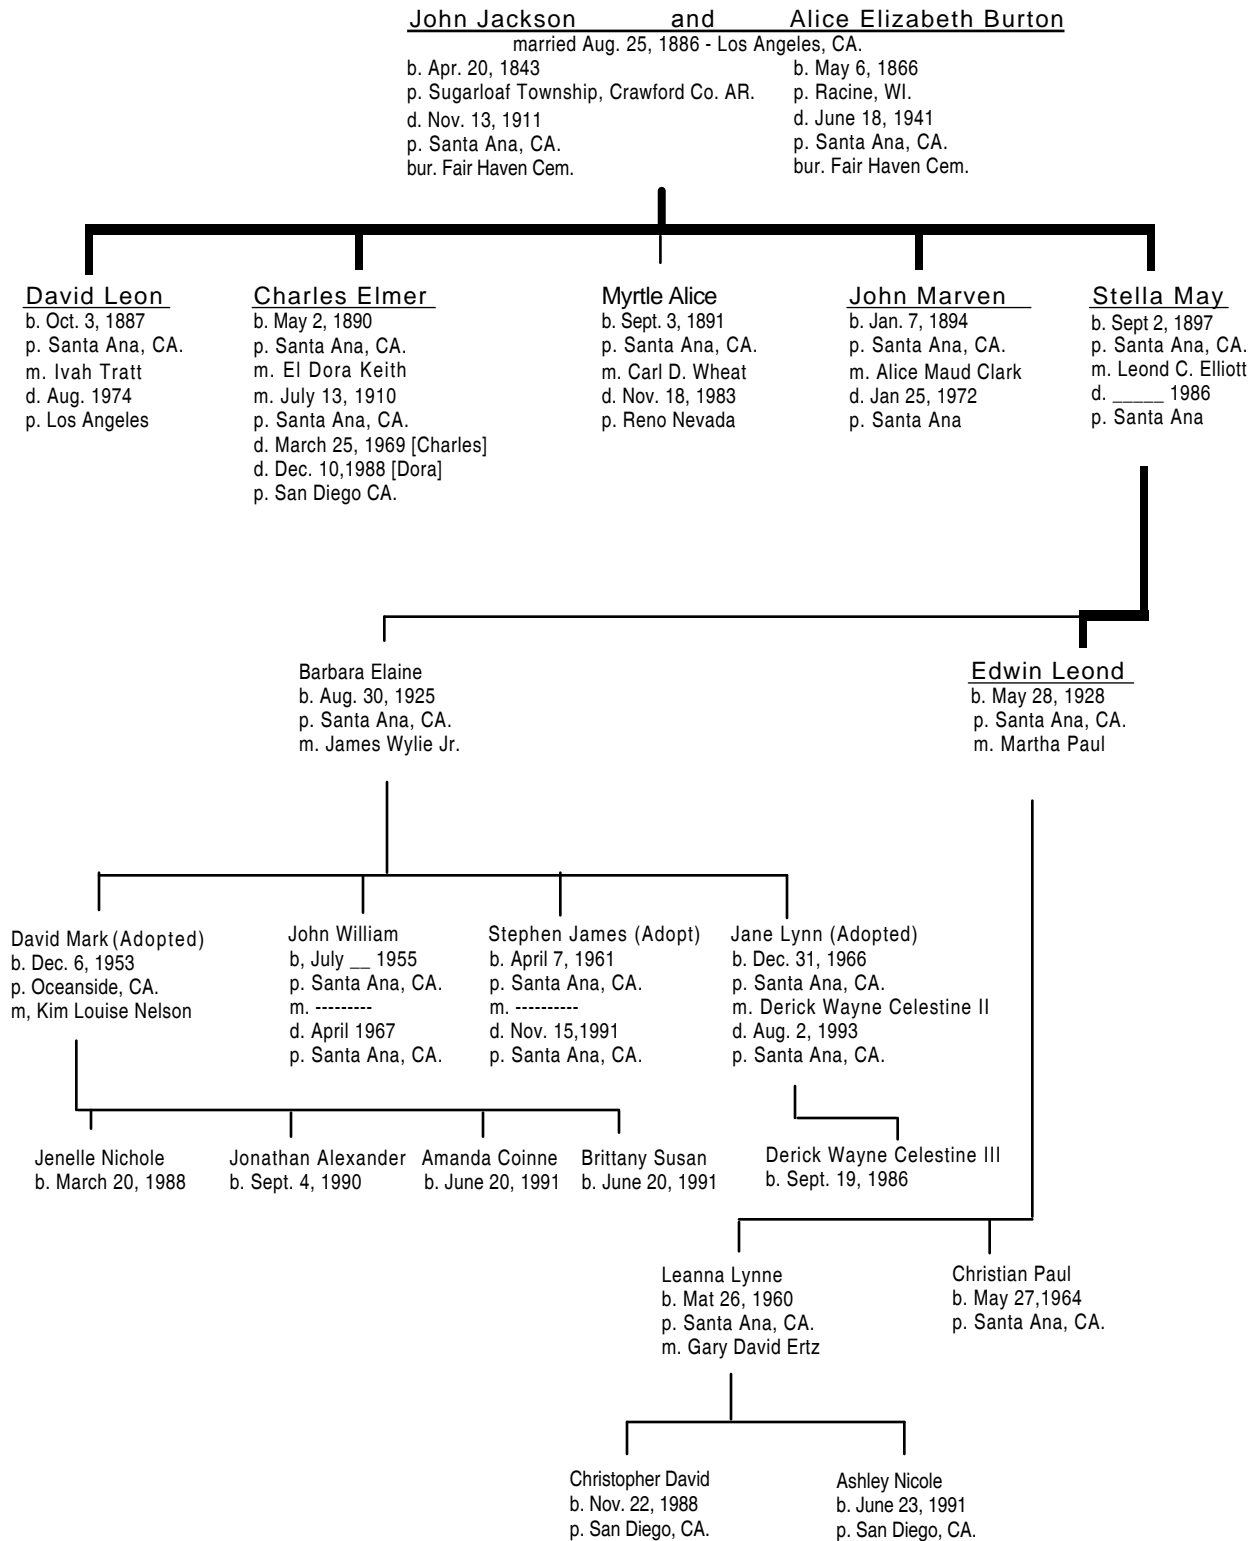 John Jackson and Alice Elizabeth Burton
married Aug. 25, 1886 - Los Angeles, CA.
b. Apr. 20, 1843
p. Sugarloaf Township, Crawford Co. AR.
d. Nov. 13, 1911
p. Santa Ana, CA.
bur. Fair Haven Cem.
b. May 6, 1866
p. Racine, WI.
d. June 18, 1941
p. Santa Ana, CA.
bur. Fair Haven Cem.
David Leon
b. Oct. 3, 1887
p. Santa Ana, CA.
m. Ivah Tratt
d. Aug. 1974
p. Los Angeles
Charles Elmer
b. May 2, 1890
p. Santa Ana, CA.
m. El Dora Keith
m. July 13, 1910
p. Santa Ana, CA.
d. March 25, 1969 [Charles]
d. Dec. 10,1988 [Dora]
p. San Diego CA.
Myrtle Alice
b. Sept. 3, 1891
p. Santa Ana, CA.
m. Carl D. Wheat
d. Nov. 18, 1983
p. Reno Nevada
John Marven
b. Jan. 7, 1894
p. Santa Ana, CA.
m. Alice Maud Clark
d. Jan 25, 1972
p. Santa Ana
Stella May
b. Sept 2, 1897
p. Santa Ana, CA.
m. Leond C. Elliott
d. _____ 1986
p. Santa Ana
Barbara Elaine
b. Aug. 30, 1925
p. Santa Ana, CA.
m. James Wylie Jr.
Edwin Leond
b. May 28, 1928
p. Santa Ana, CA.
m. Martha Paul
David Mark (Adopted)
b. Dec. 6, 1953
p. Oceanside, CA.
m, Kim Louise Nelson
John William
b, July __ 1955
p. Santa Ana, CA.
m. ---------
d. April 1967
p. Santa Ana, CA.
Stephen James (Adopt)
b. April 7, 1961
p. Santa Ana, CA.
m. ----------
d. Nov. 15,1991
p. Santa Ana, CA.
Jane Lynn (Adopted)
b. Dec. 31, 1966
p. Santa Ana, CA.
m. Derick Wayne Celestine II
d. Aug. 2, 1993
p. Santa Ana, CA.
Jenelle Nichole
b. March 20, 1988
Jonathan Alexander
b. Sept. 4, 1990
Amanda Coinne
b. June 20, 1991
Brittany Susan
b. June 20, 1991
Derick Wayne Celestine III
b. Sept. 19, 1986
Leanna Lynne
b. Mat 26, 1960
p. Santa Ana, CA.
m. Gary David Ertz
Christian Paul
b. May 27,1964
p. Santa Ana, CA.
Christopher David
b. Nov. 22, 1988
p. San Diego, CA.
Ashley Nicole
b. June 23, 1991
p. San Diego, CA.